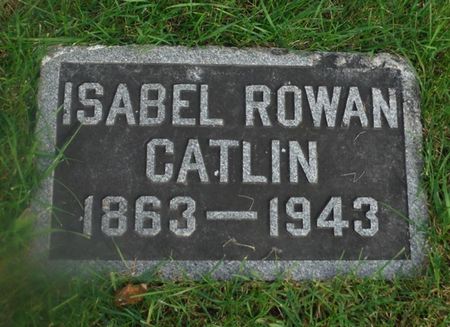 ISABEL ROWAN
CATLIN
1863—1943